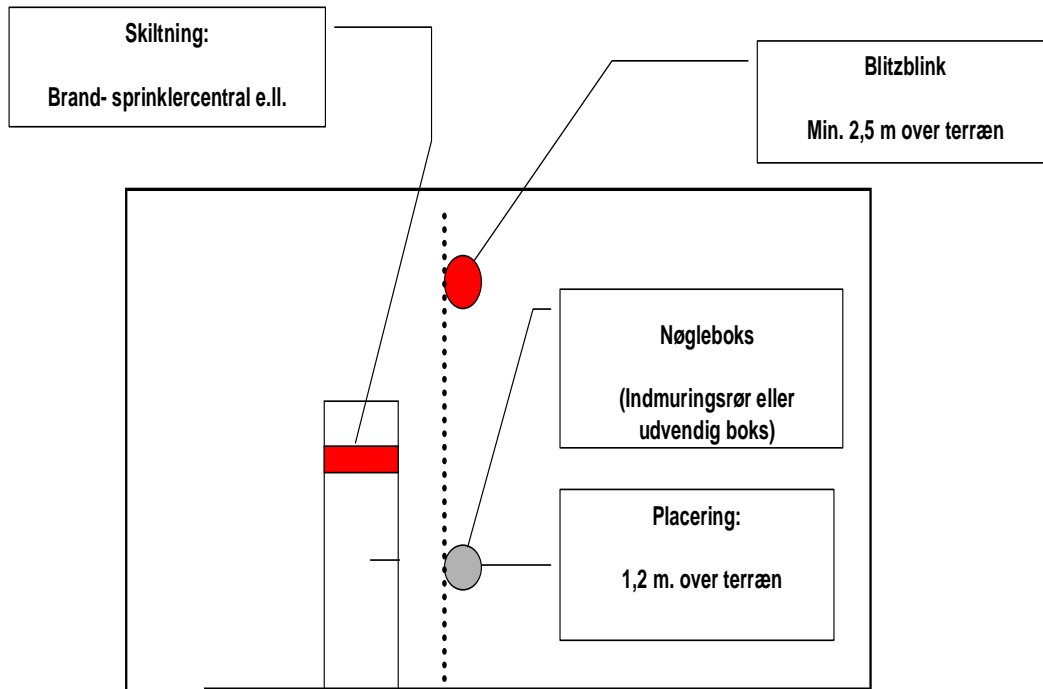 Skiltning:
Brand- sprinklercentral e.ll.
Blitzblink
Min. 2,5 m over terræn
Nøgleboks
(Indmuringsrør eller
udvendig boks)
Placering:
1,2 m. over terræn